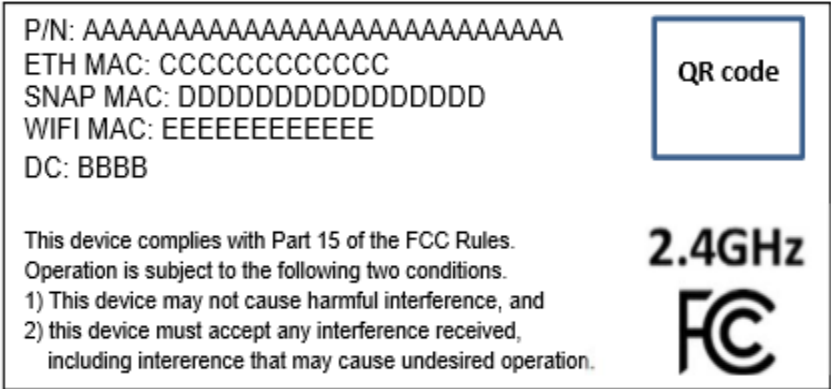 P/N: AAAAAAAAAAAAAAAAAAAAAAAAAAAA
ETH MAC: CCCCCCCCCCCC
SNAP MAC: DDDDDDDDDDDDDDDD
WIFI MAC: EEEEEEEEEEEE
DC: BBBB
QR code
This device complies with Part 15 of the FCC Rules.
Operation is subject to the following two conditions.
1) This device may not cause harmful interference, and
2) this device must accept any interference received,
including intererence that may cause undesired operation.
2.4GHz
FC